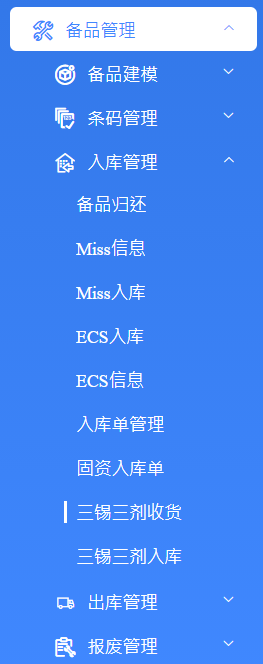 备品管理
备品建模
条码管理
入库管理
备品归还
Miss信息
Miss入库
ECS入库
ECS信息
入库单管理
固资入库单
三锡三剂收货
三锡三剂入库
出库管理
报废管理